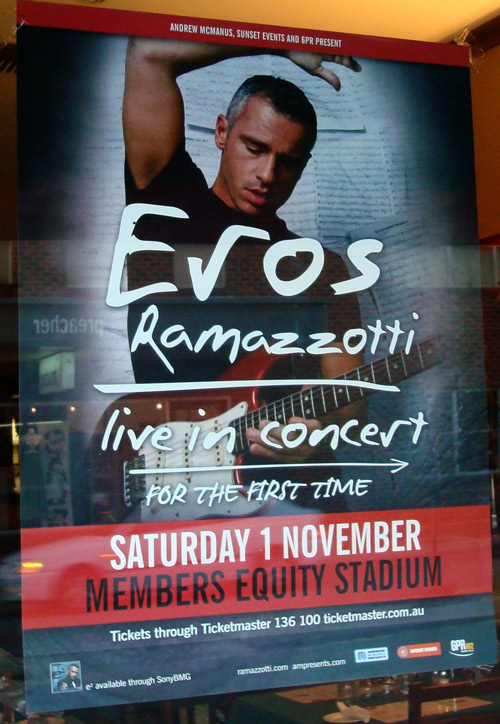 ANDREW MCMANUS, SUNSET EVENTS AND GPR PRESENT
Eros
Ramazzotti
live in concert
FOR THE FIRST TIME
SATURDAY 1 NOVEMBER
MEMBERS EQUITY STADIUM
Tickets through Ticketmaster 136 100 ticketmaster.com.au
e² available through SonyBMG
ramazzotti.com ampresents.com
GPR
preacher